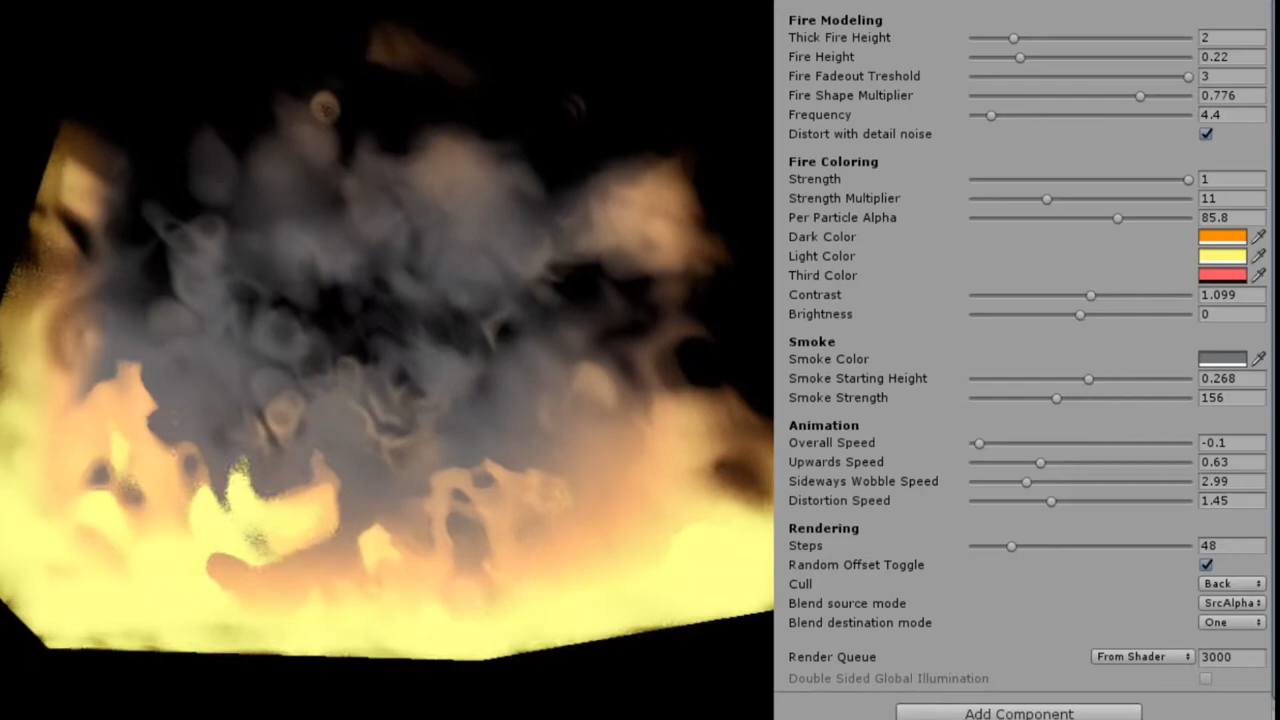 Fire Modeling
Thick Fire Height 2
Fire Height 0.22
Fire Fadeout Treshold 3
Fire Shape Multiplier 0.776
Frequency 4.4
Distort with detail noise
Fire Coloring
Strength 1
Strength Multiplier 11
Per Particle Alpha 85.8
Dark Color
Light Color
Third Color
Contrast 1.099
Brightness 0
Smoke
Smoke Color
Smoke Starting Height 0.268
Smoke Strength 156
Animation
Overall Speed -0.1
Upwards Speed 0.63
Sideways Wobble Speed 2.99
Distortion Speed 1.45
Rendering
Steps 48
Random Offset Toggle
Cull Back
Blend source mode SrcAlpha
Blend destination mode One
Render Queue From Shader 3000
Double Sided Global Illumination
Add Component